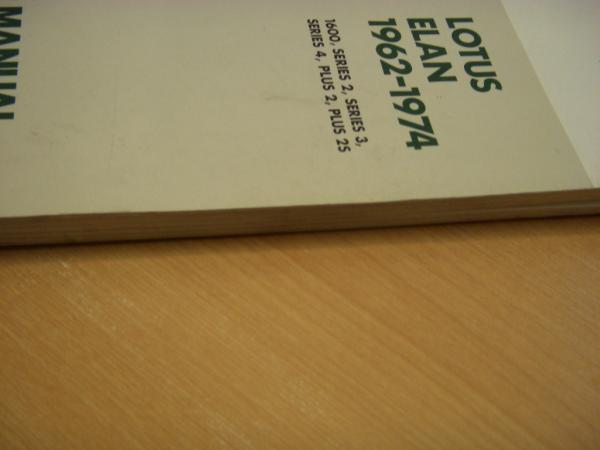 LOTUS
ELAN
1962-1974
1600, SERIES 2, SERIES 3,
SERIES 4, PLUS 2, PLUS 2S
MANUAL